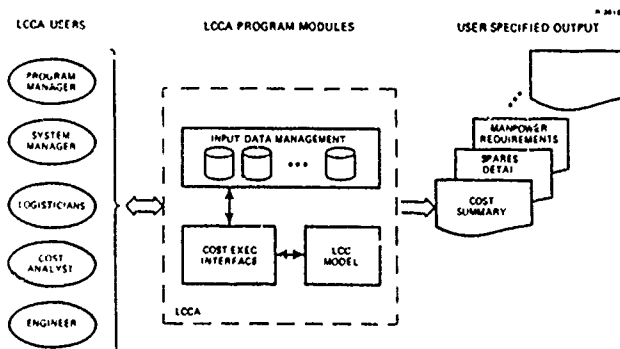 LCCA USERS
LCCA PROGRAM MODULES
USER SPECIFIED OUTPUT
PROGRAM
MANAGER
SYSTEM
MANAGER
LOGISTICIANS
COST
ANALYST
ENGINEER
INPUT DATA MANAGEMENT
COST EXEC
INTERFACE
LCC
MODEL
LCCA
MANPOWER
REQUIREMENTS
SPARES
DETAI
COST
SUMMARY